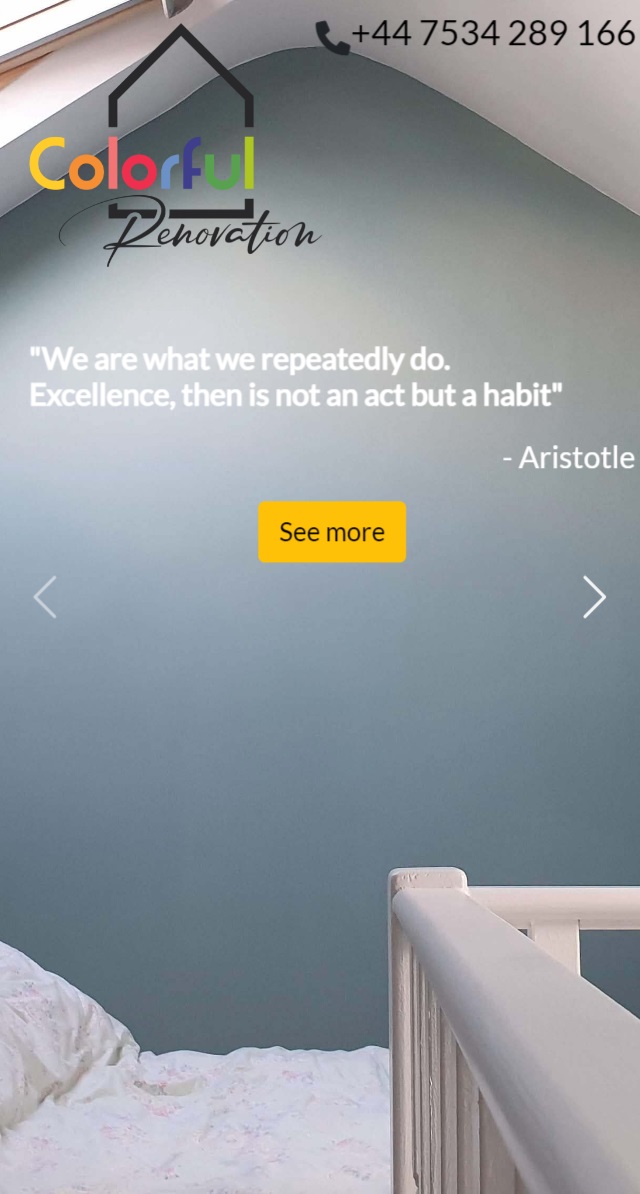 +44 7534 289 166
Colorful
Renovation
"We are what we repeatedly do.
Excellence, then is not an act but a habit"
- Aristotle
See more